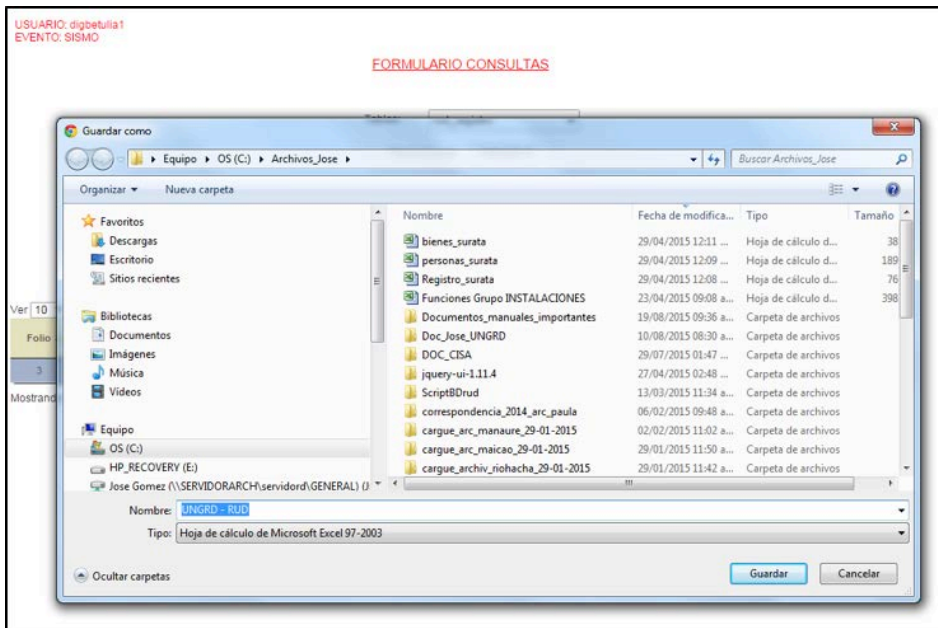 USUARIO: digbetulia1
EVENTO: SISMO
FORMULARIO CONSULTAS
Guardar como
Equipo OS (C:) Archivos_Jose
Buscar Archivos_Jose
Organizar Nueva carpeta
Favoritos
Descargas
Escritorio
Sitios recientes
Bibliotecas
Documentos
Imágenes
Música
Vídeos
Equipo
OS (C:)
HP_RECOVERY (E:)
Jose Gomez (\\SERVIDORARCH\servidord\GENERAL) (J
Nombre Fecha de modifica... Tipo Tamaño
bienes_surata 29/04/2015 12:11 ... Hoja de cálculo d... 38
personas_surata 29/04/2015 12:09 ... Hoja de cálculo d... 189
Registro_surata 29/04/2015 12:08 ... Hoja de cálculo d... 76
Funciones Grupo INSTALACIONES 23/04/2015 09:08 a... Hoja de cálculo d... 398
Documentos_manuales_importantes 19/08/2015 09:36 a... Carpeta de archivos
Doc_Jose_UNGRD 10/08/2015 08:30 a... Carpeta de archivos
DOC_CISA 29/07/2015 01:47 ... Carpeta de archivos
jquery-ui-1.11.4 27/04/2015 02:48 ... Carpeta de archivos
ScriptBDrud 13/03/2015 11:34 a... Carpeta de archivos
correspondencia_2014_arc_paula 06/02/2015 09:48 a... Carpeta de archivos
cargue_arc_manaure_29-01-2015 02/02/2015 11:02 a... Carpeta de archivos
cargue_arc_maicao_29-01-2015 29/01/2015 11:50 a... Carpeta de archivos
cargue_archiv_riohacha_29-01-2015 29/01/2015 11:42 a... Carpeta de archivos
Ver 10
Folio
3
Mostrand
Nombre: UNGRD - RUD
Tipo: Hoja de cálculo de Microsoft Excel 97-2003
Ocultar carpetas
Guardar Cancelar